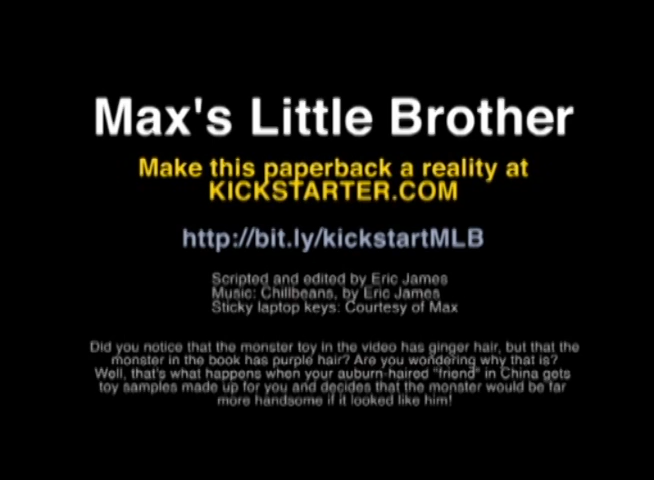 Max's Little Brother
Make this paperback a reality at
KICKSTARTER.COM
http://bit.ly/kickstartMLB
Scripted and edited by Eric James
Music: Chillbeans, by Eric James
Sticky laptop keys: Courtesy of Max
Did you notice that the monster toy in the video has ginger hair, but that the
monster in the book has purple hair? Are you wondering why that is?
Well, that's what happens when your auburn-haired "friend" in China gets
toy samples made up for you and decides that the monster would be far
more handsome if it looked like him!